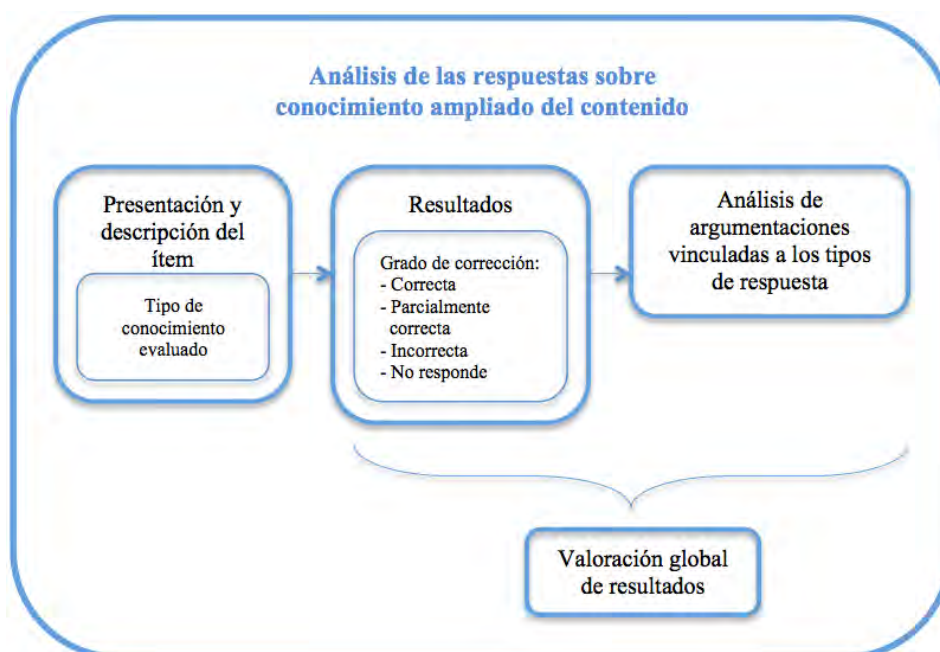 Análisis de las respuestas sobre
conocimiento ampliado del contenido
Presentación y
descripción del
ítem
Tipo de
conocimiento
evaluado
Resultados
Grado de corrección:
- Correcta
- Parcialmente
correcta
- Incorrecta
- No responde
Análisis de
argumentaciones
vinculadas a los tipos
de respuesta
Valoración global
de resultados